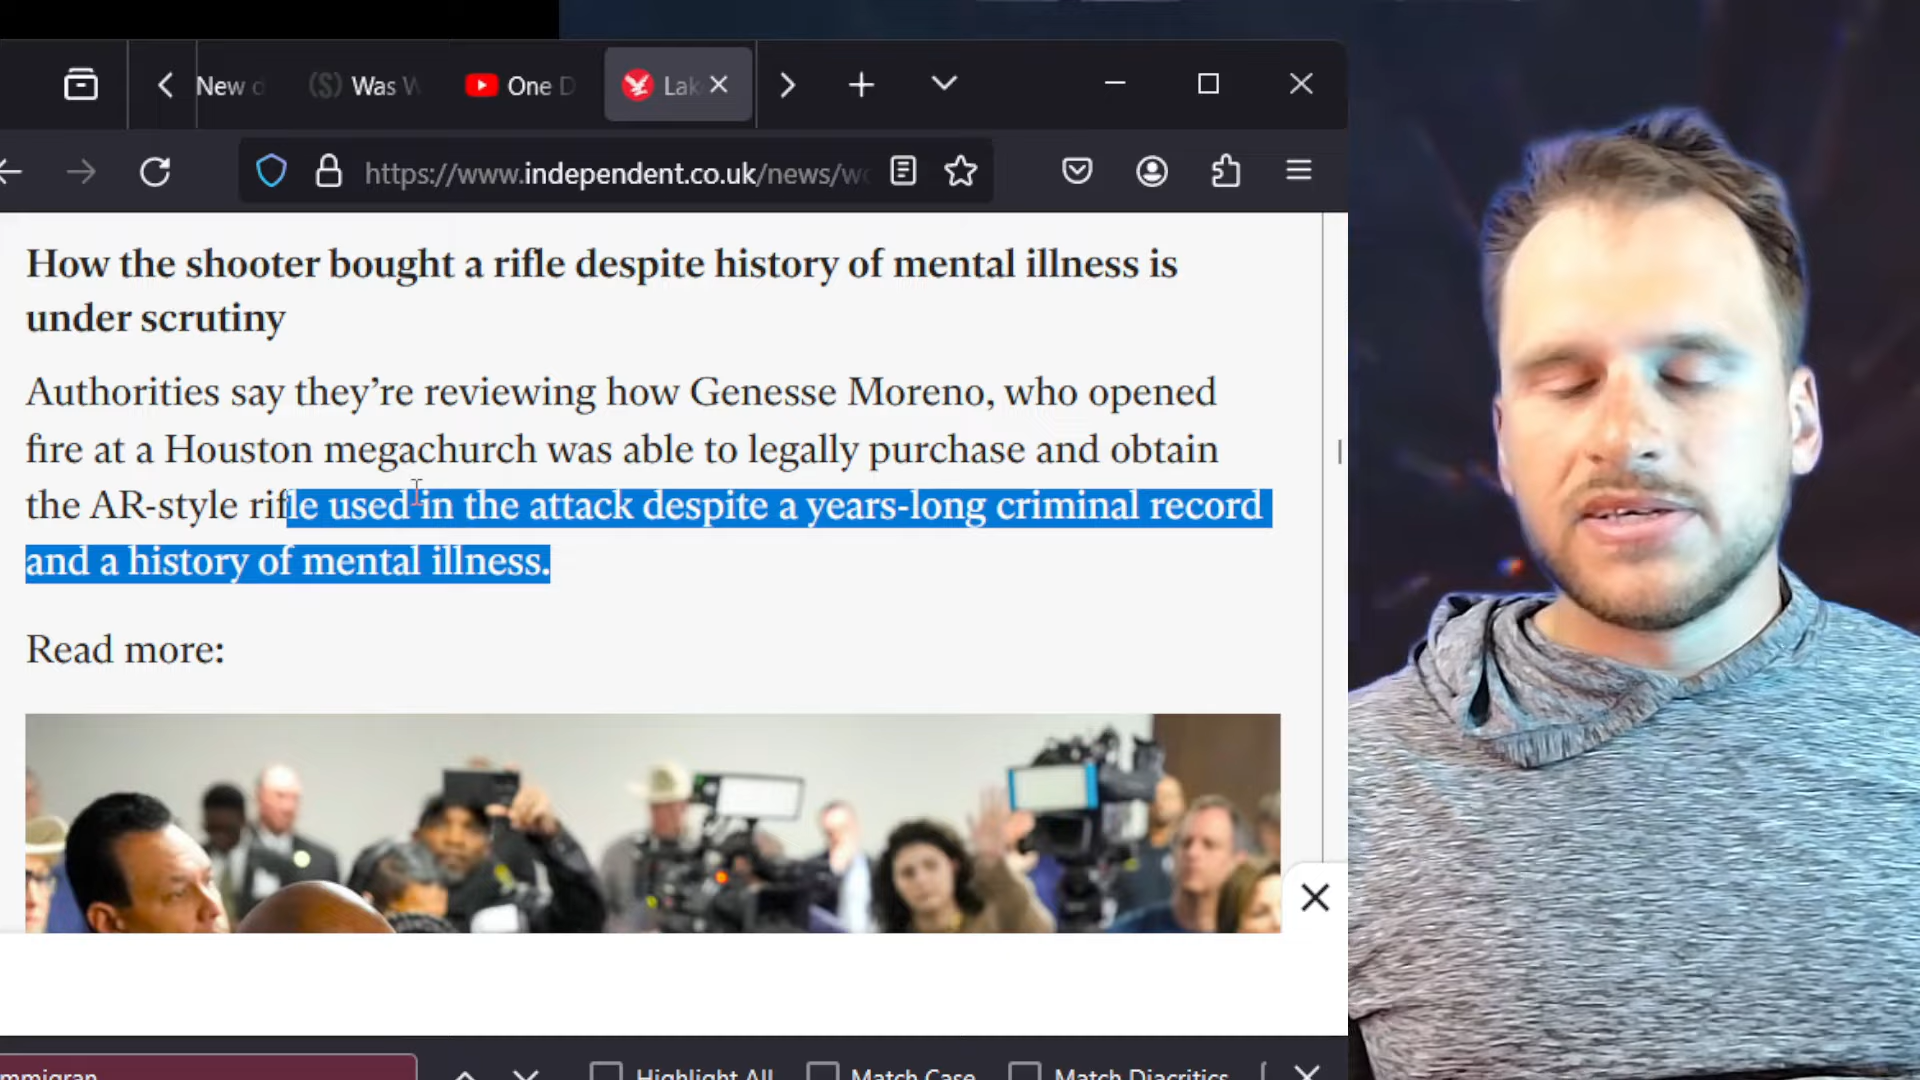 New
Was W
One D
Lak
https://www.independent.co.uk/news/w
How the shooter bought a rifle despite history of mental illness is
under scrutiny
Authorities say they’re reviewing how Genesse Moreno, who opened
fire at a Houston megachurch was able to legally purchase and obtain
the AR-style rifle used in the attack despite a years-long criminal record
and a history of mental illness.
Read more:
mmigran
Highlight All
Match Case
Match Diacritics